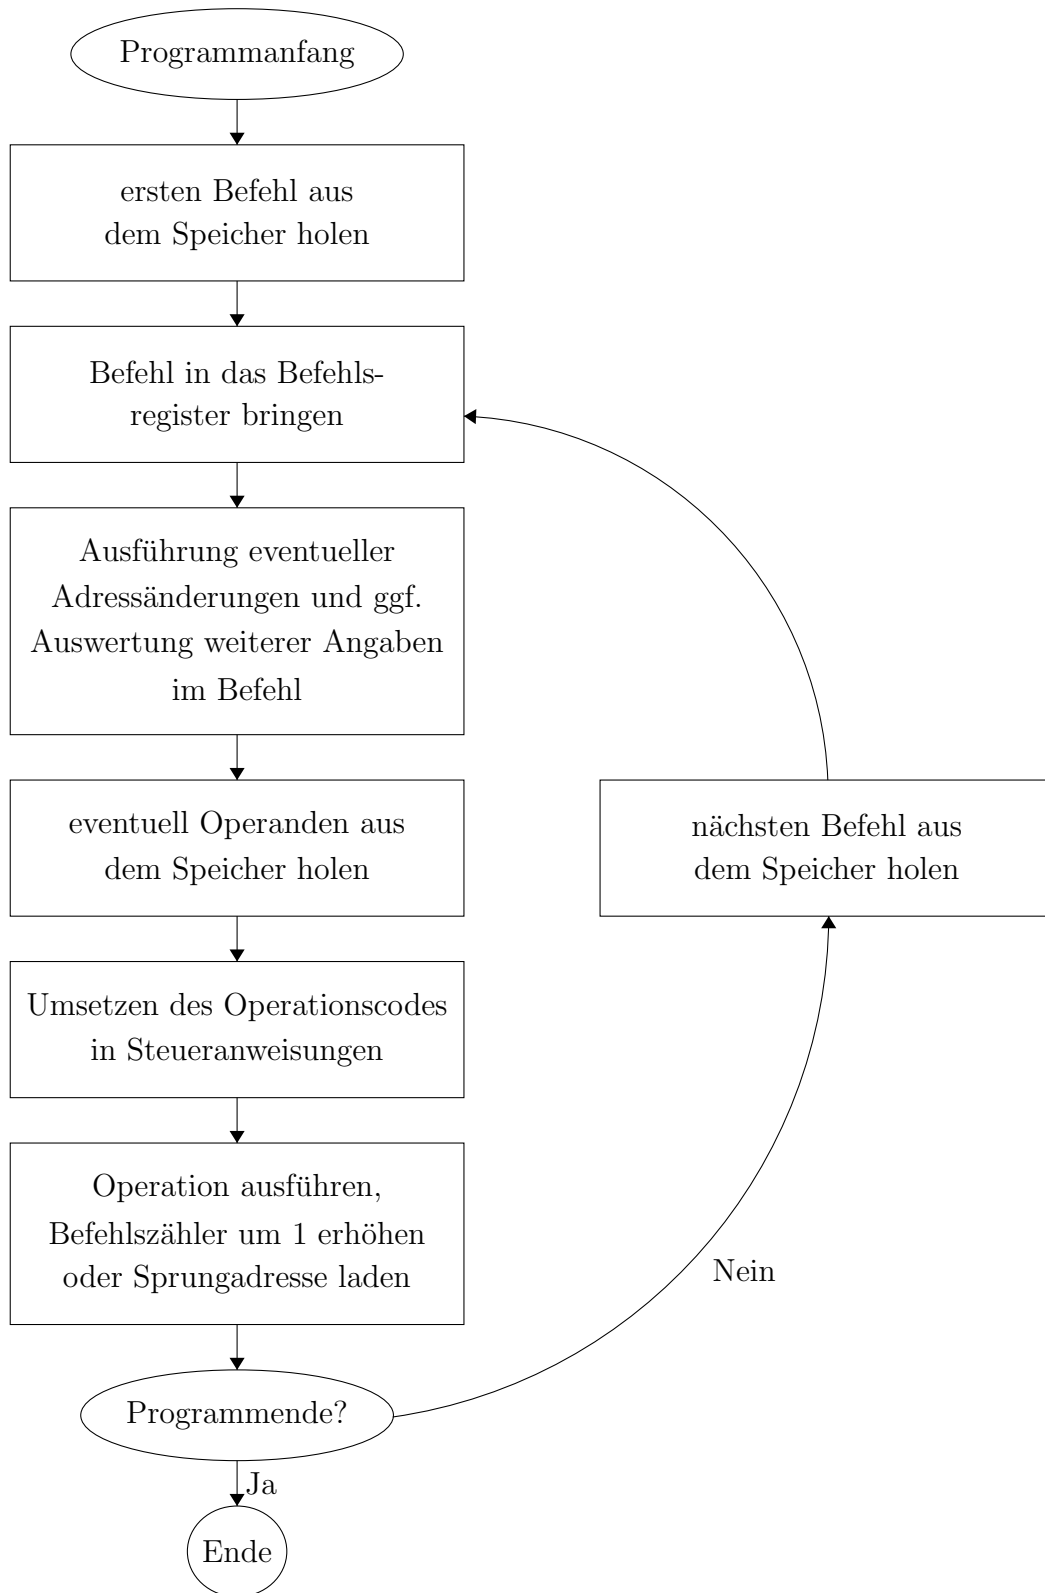 Programmanfang
ersten Befehl aus
dem Speicher holen
Befehl in das Befehls-
register bringen
Ausführung eventueller
Adressänderungen und ggf.
Auswertung weiterer Angaben
im Befehl
eventuell Operanden aus
dem Speicher holen
nächsten Befehl aus
dem Speicher holen
Umsetzen des Operationscodes
in Steueranweisungen
Operation ausführen,
Befehlszähler um 1 erhöhen
oder Sprungadresse laden
Nein
Programmende?
Ja
Ende